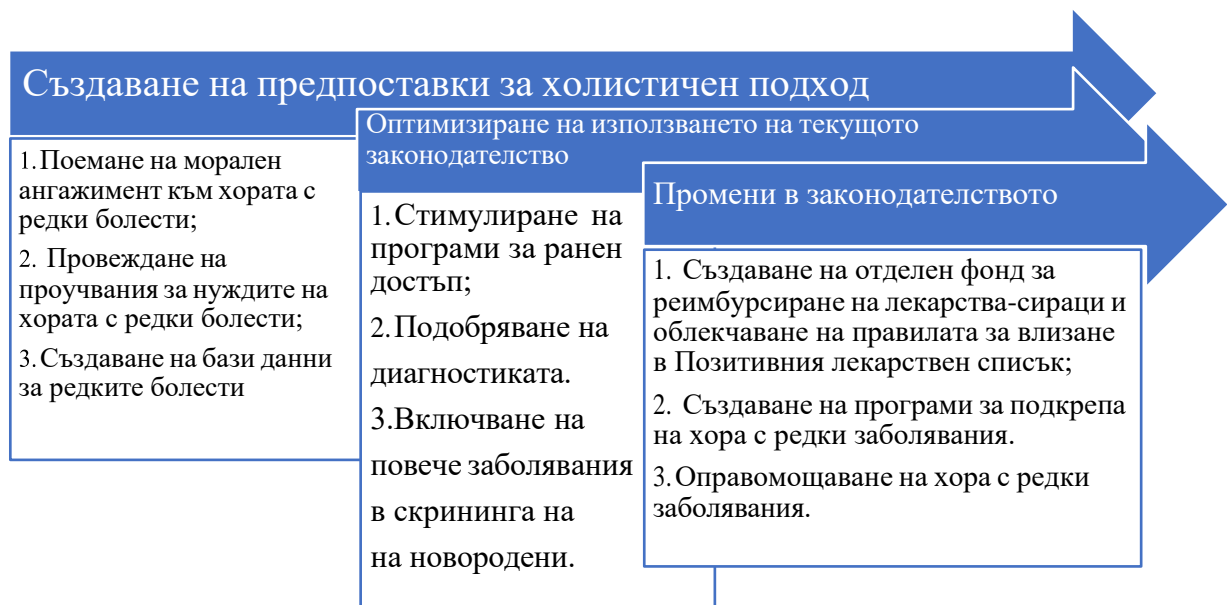 Създаване на предпоставки за холистичен подход
1.Поемане на морален
ангажимент към хората с
редки болести;
2. Провеждане на
проучвания за нуждите на
хората с редки болести;
3.Създаване на бази данни
за редките болести
Оптимизиране на използването на текущото
законодателство
1.Стимулиране на
програми за ранен
достъп;
2.Подобряване на
диагностиката.
3.Включване на
повече заболявания
в скрининга на
на новородени.
Промени в законодателството
1. Създаване на отделен фонд за
реимбурсиране на лекарства-сираци и
облекчаване на правилата за влизане
в Позитивния лекарствен списък;
2. Създаване на програми за подкрепа
на хора с редки заболявания.
3.Оправомощаване на хора с редки
заболявания.